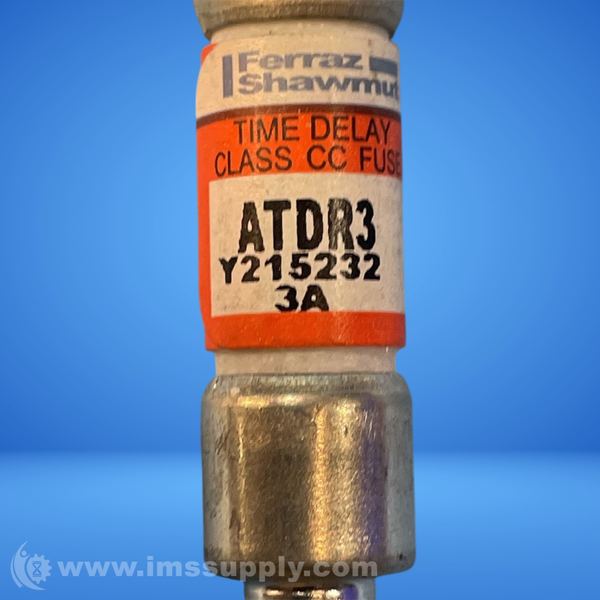 Ferraz
Shawmut
TIME DELAY
CLASS CC FUSE
ATDR3
Y215232
3A
www.imssupply.com